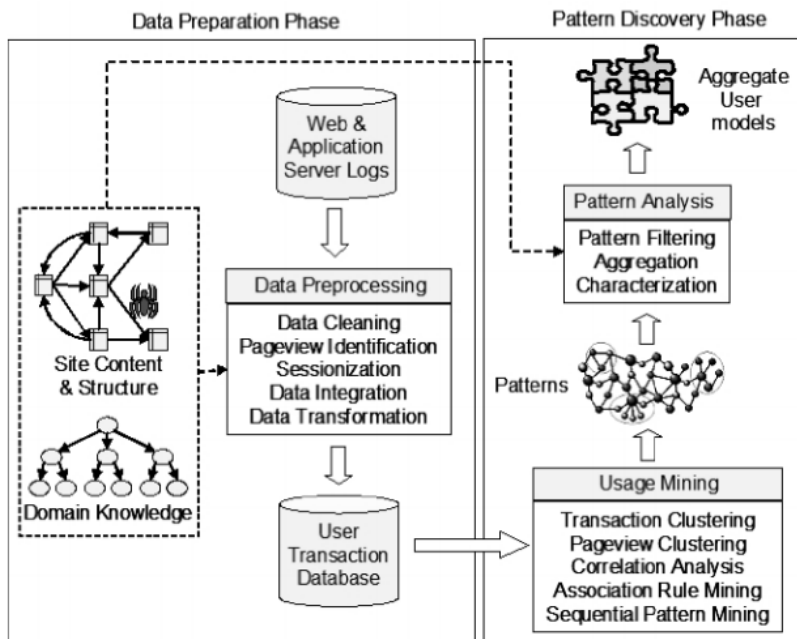 Data Preparation Phase
Web &
Application
Server Logs
Site Content
& Structure
Domain Knowledge
Data Preprocessing
Data Cleaning
Pageview Identification
Sessionization
Data Integration
Data Transformation
User
Transaction
Database
Pattern Discovery Phase
Aggregate
User
models
Pattern Analysis
Pattern Filtering
Aggregation
Characterization
Patterns
Usage Mining
Transaction Clustering
Pageview Clustering
Correlation Analysis
Association Rule Mining
Sequential Pattern Mining